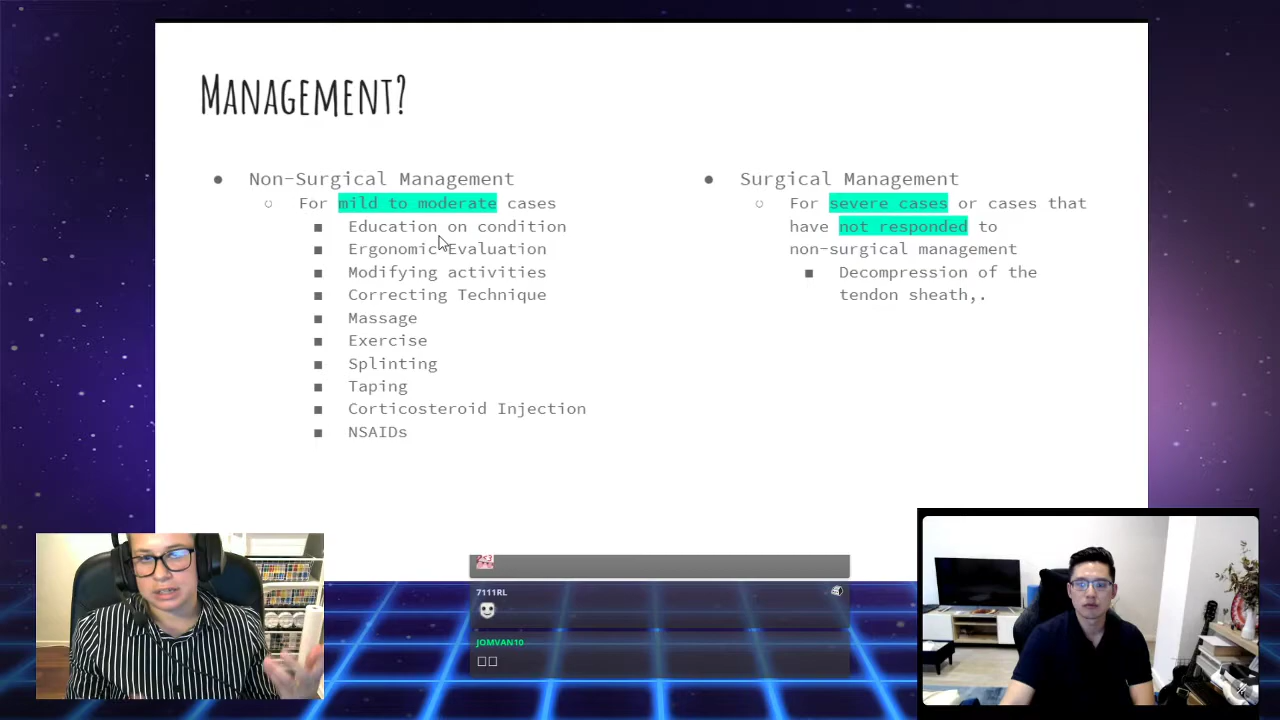 MANAGEMENT?
● Non-Surgical Management
○ For mild to moderate cases
■ Education on condition
■ Ergonomic Evaluation
■ Modifying activities
■ Correcting Technique
■ Massage
■ Exercise
■ Splinting
■ Taping
■ Corticosteroid Injection
■ NSAIDs
● Surgical Management
○ For severe cases or cases that
have not responded to
non-surgical management
■ Decompression of the
tendon sheath,.
7111RL
JOMVAN10